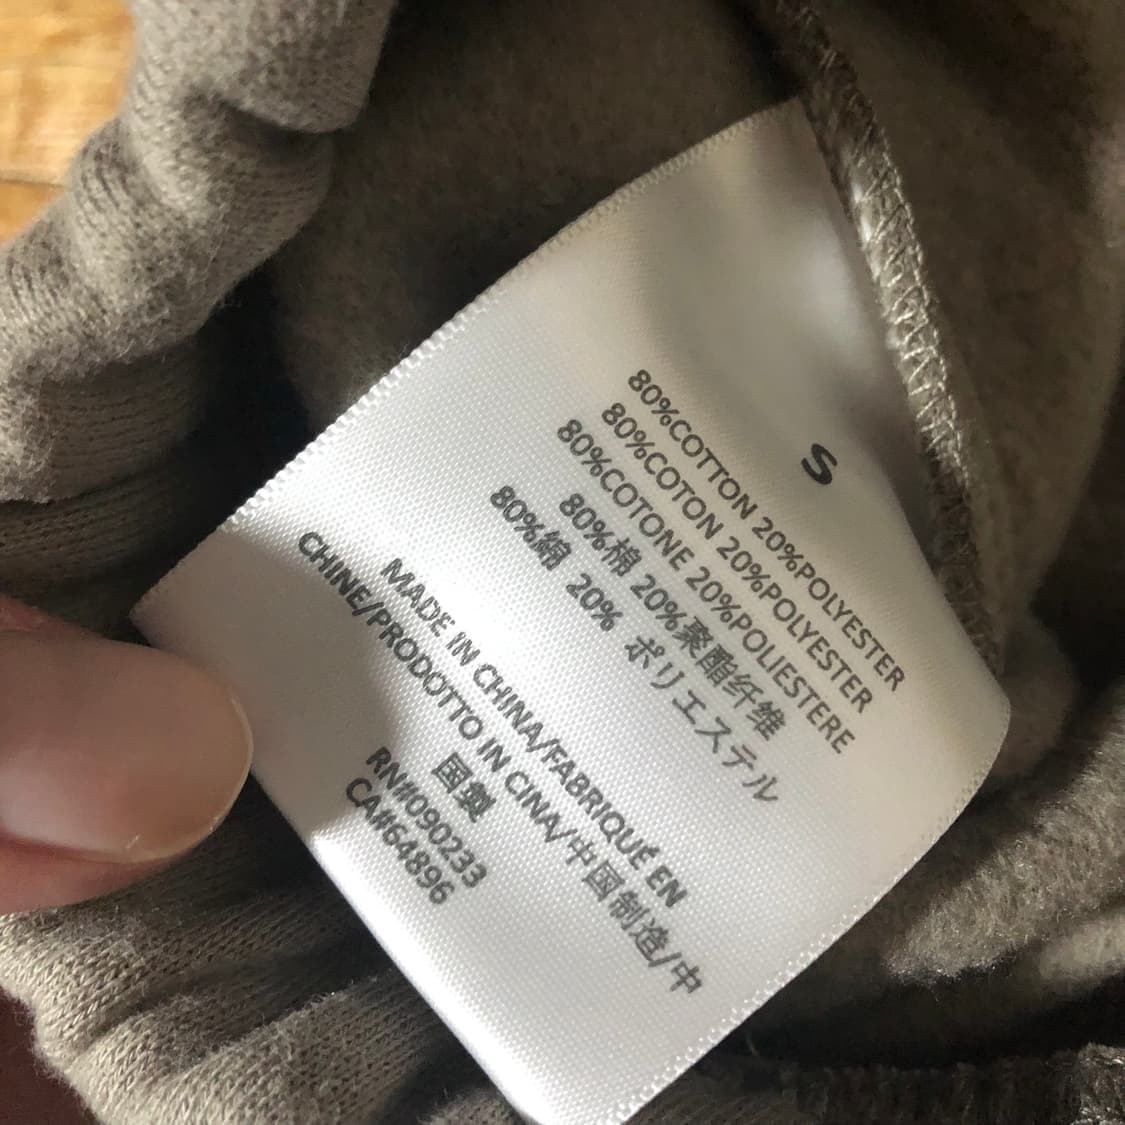 S
80%COTTON 20%POLYESTER
80%COTON 20%POLYESTER
80%COTONE 20%POLIESTERE
80%棉 20%聚酯纤维
80%綿 20% ポリエステル
MADE IN CHINA/FABRIQUÉ EN
CHINE/PRODOTTO IN CINA/中国制造/中
国製
RN#090233
CA#64896